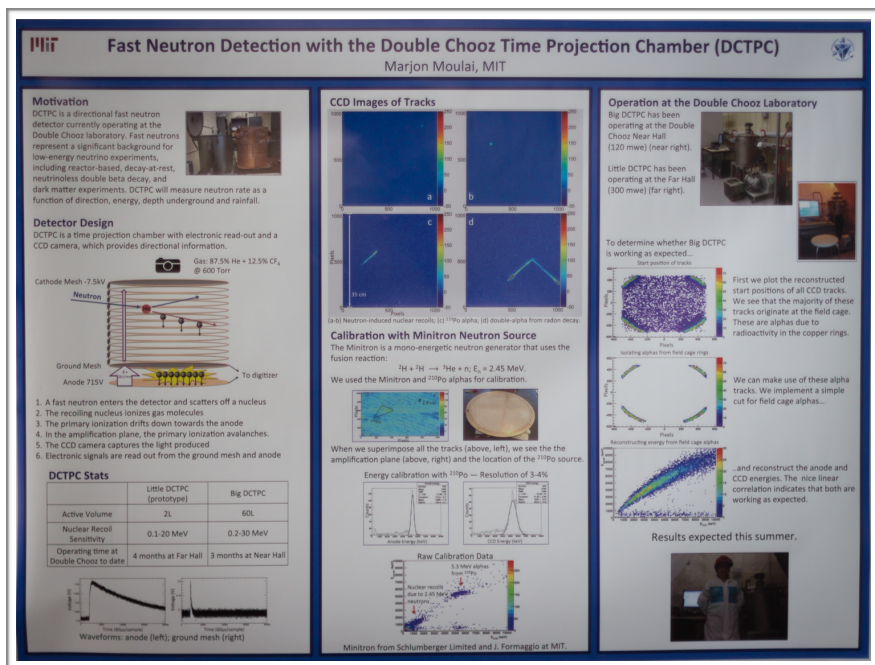 MIT
Fast Neutron Detection with the Double Chooz Time Projection Chamber (DCTPC)
Marjon Moulai, MIT
Motivation
DCTPC is a directional fast neutron
detector currently operating at the
Double Chooz laboratory. Fast neutrons
represent a significant background for
low-energy neutrino experiments,
including reactor-based, decay-at-rest,
neutrinoless double beta decay, and
dark matter experiments. DCTPC will measure neutron rate as a
function of direction, energy, depth underground and rainfall.
Detector Design
DCTPC is a time projection chamber with electronic read-out and a
CCD camera, which provides directional information.
Gas: 87.5% He + 12.5% CF₄
@ 600 Torr
Cathode Mesh -7.5kV
Neutron
Ground Mesh
Anode 715V
To digitizer
1. A fast neutron enters the detector and scatters off a nucleus
2. The recoiling nucleus ionizes gas molecules
3. The primary ionization drifts down towards the anode
4. In the amplification plane, the primary ionization avalanches.
5. The CCD camera captures the light produced
6. Electronic signals are read out from the ground mesh and anode
DCTPC Stats
Little DCTPC (prototype) Big DCTPC
Active Volume 2L 60L
Nuclear Recoil Sensitivity 0.1-20 MeV 0.2-30 MeV
Operating time at Double Chooz to date 4 months at Far Hall 3 months at Near Hall
Waveforms: anode (left); ground mesh (right)
CCD Images of Tracks
a
b
c
d
35 cm
Pixels
(a-b) Neutron-induced nuclear recoils; (c) ²¹⁰Po alpha; (d) double-alpha from radon decay.
Calibration with Minitron Neutron Source
The Minitron is a mono-energetic neutron generator that uses the
fusion reaction:
²H + ²H → ³He + n; Eₙ = 2.45 MeV.
We used the Minitron and ²¹⁰Po alphas for calibration.
When we superimpose all the tracks (above, left), we see the the
amplification plane (above, right) and the location of the ²¹⁰Po source.
Energy calibration with ²¹⁰Po — Resolution of 3-4%
Anode Energy (keV)
CCD Energy (keV)
Raw Calibration Data
5.3 MeV alphas
from ²¹⁰Po
Nuclear recoils
due to 2.45 MeV
neutrons
Minitron from Schlumberger Limited and J. Formaggio at MIT.
Operation at the Double Chooz Laboratory
Big DCTPC has been
operating at the Double
Chooz Near Hall
(120 mwe) (near right).
Little DCTPC has been
operating at the Far Hall
(300 mwe) (far right).
To determine whether Big DCTPC
is working as expected...
Start position of tracks
Pixels
First we plot the reconstructed
start positions of all CCD tracks.
We see that the majority of these
tracks originate at the field cage.
These are alphas due to
radioactivity in the copper rings.
Isolating alphas from field cage rings
Pixels
We can make use of these alpha
tracks. We implement a simple
cut for field cage alphas...
Reconstructing energy from field cage alphas
..and reconstruct the anode and
CCD energies. The nice linear
correlation indicates that both are
working as expected.
Results expected this summer.